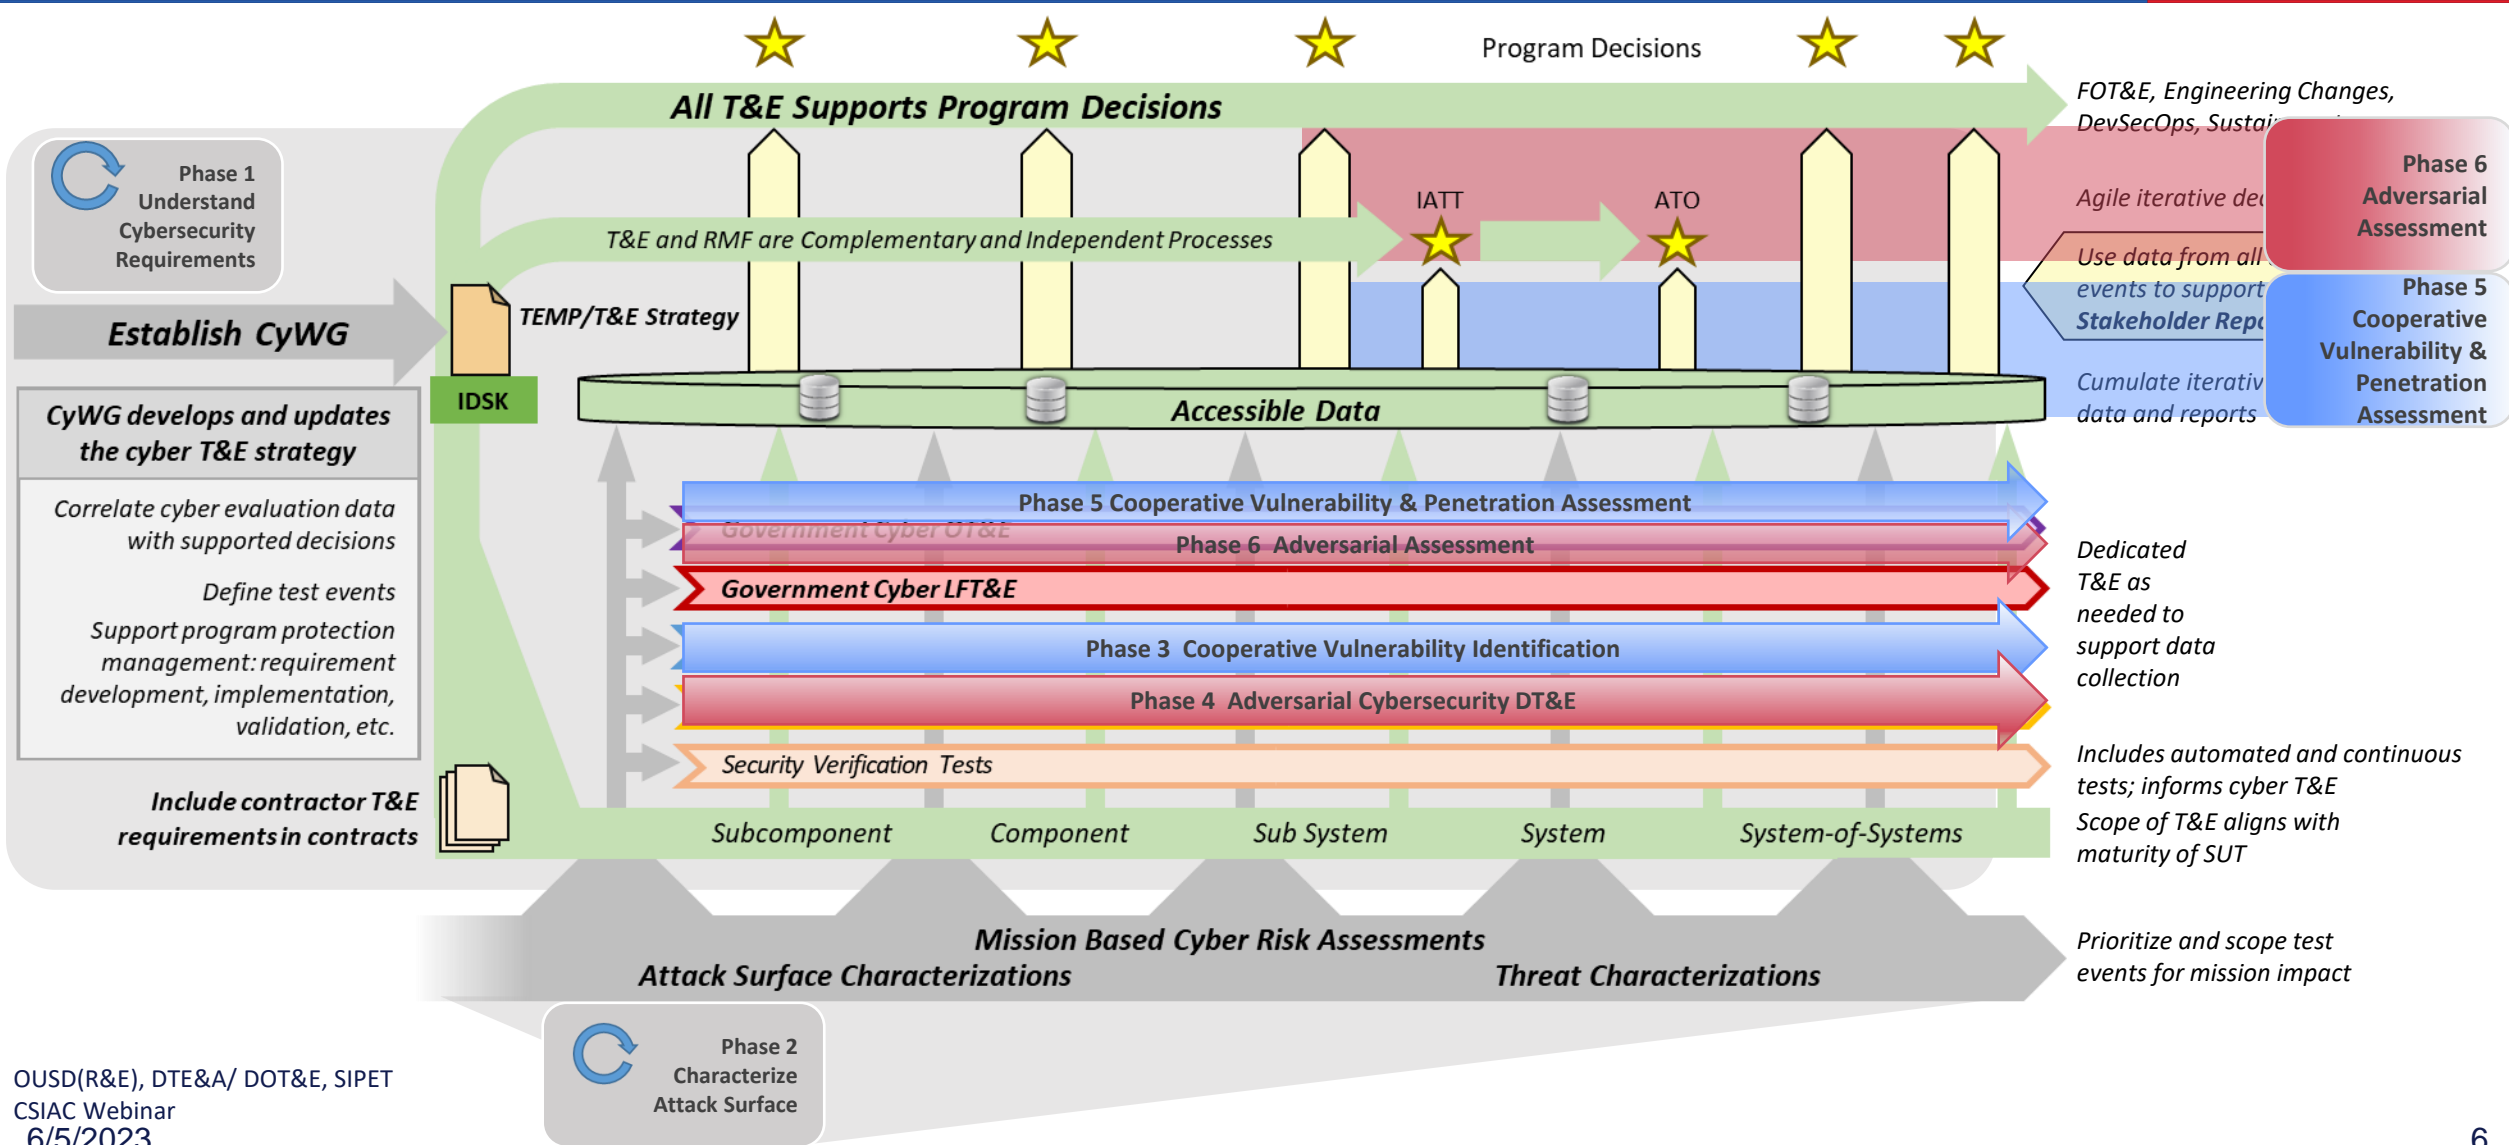 Program Decisions
All T&E Supports Program Decisions
FOT&E, Engineering Changes,
DevSecOps,
Phase 1
Understand
Cybersecurity
Requirements
Phase 6
Adversarial
Assessment
Agile iterative
IATT
ATO
T&E and RMF are Complementary and Independent Processes
Use data from all
events to support
Stakeholder
Phase 5
Cooperative
Vulnerability &
Penetration
Assessment
TEMP/T&E Strategy
Establish CyWG
IDSK
Accessible Data
Cumulate
data and reports
CyWG develops and updates
the cyber T&E strategy
Correlate cyber evaluation data
with supported decisions
Define test events
Support program protection
management: requirement
development, implementation,
validation, etc.
Include contractor T&E
requirements in contracts
Phase 5 Cooperative Vulnerability & Penetration Assessment
Government Cyber OT&E
Phase 6 Adversarial Assessment
Government Cyber LFT&E
Phase 3 Cooperative Vulnerability Identification
Phase 4 Adversarial Cybersecurity DT&E
Security Verification Tests
Dedicated
T&E as
needed to
support data
collection
Includes automated and continuous
tests; informs cyber T&E
Subcomponent
Component
Sub System
System
System-of-Systems
Scope of T&E aligns with
maturity of SUT
Mission Based Cyber Risk Assessments
Attack Surface Characterizations
Threat Characterizations
Prioritize and scope test
events for mission impact
Phase 2
Characterize
Attack Surface
OUSD(R&E), DTE&A/ DOT&E, SIPET
CSIAC Webinar
6/5/2023
6